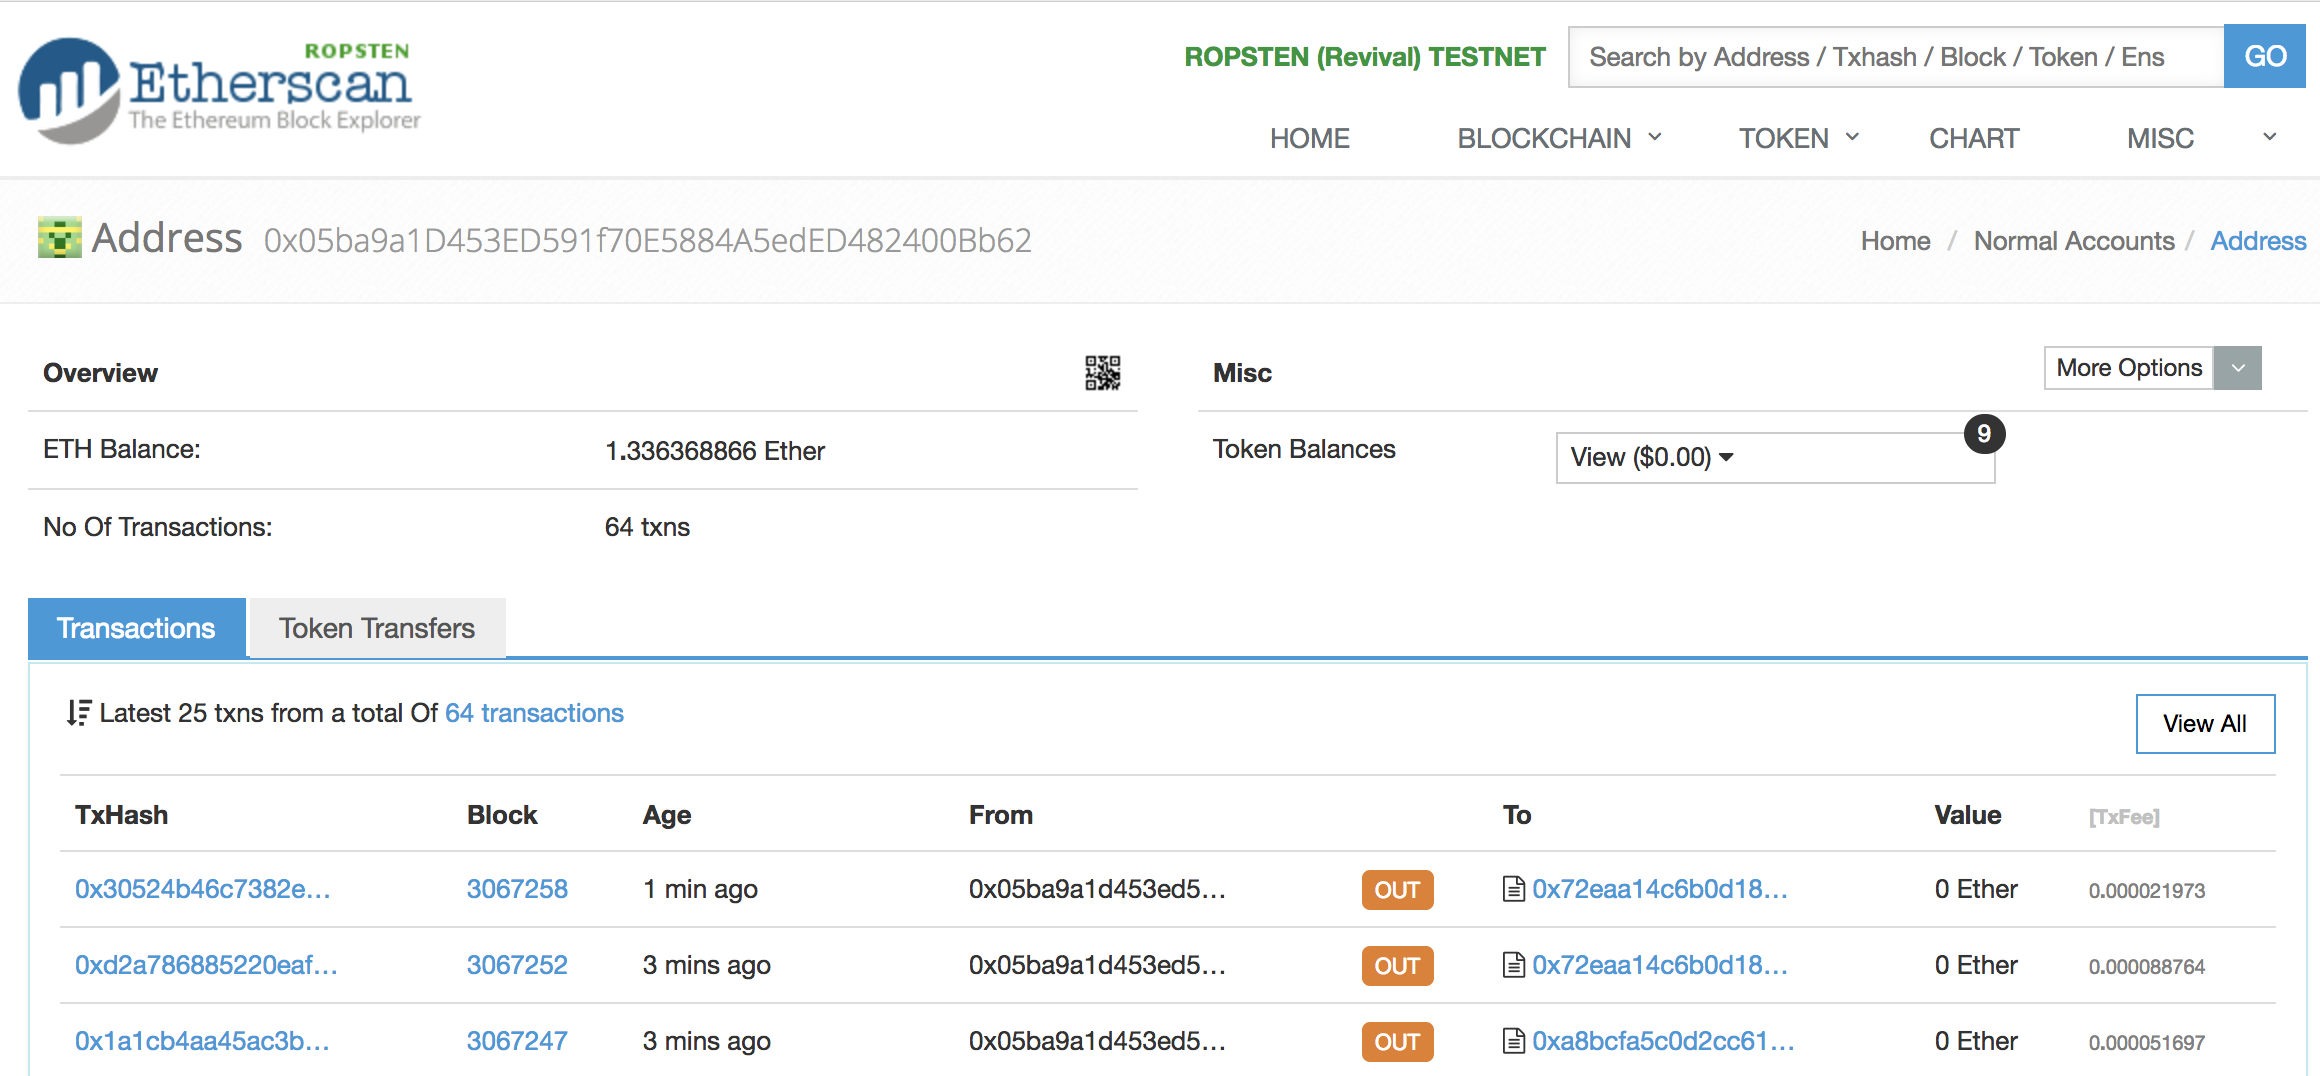 ROPSTEN
Etherscan
The Ethereum Block Explorer
ROPSTEN (Revival) TESTNET Search by Address / Txhash / Block / Token / Ens GO
HOME BLOCKCHAIN TOKEN CHART MISC
Address 0x05ba9a1D453ED591f70E5884A5edED482400Bb62 Home / Normal Accounts / Address
Overview Misc More Options
ETH Balance: 1.336368866 Ether Token Balances View ($0.00) 9
No Of Transactions: 64 txns
Transactions Token Transfers
Latest 25 txns from a total Of 64 transactions View All
TxHash Block Age From To Value [TxFee]
0x30524b46c7382e... 3067258 1 min ago 0x05ba9a1d453ed5... OUT 0x72eaa14c6b0d18... 0 Ether 0.000021973
0xd2a786885220eaf... 3067252 3 mins ago 0x05ba9a1d453ed5... OUT 0x72eaa14c6b0d18... 0 Ether 0.000088764
0x1a1cb4aa45ac3b... 3067247 3 mins ago 0x05ba9a1d453ed5... OUT 0xa8bcfa5c0d2cc61... 0 Ether 0.000051697